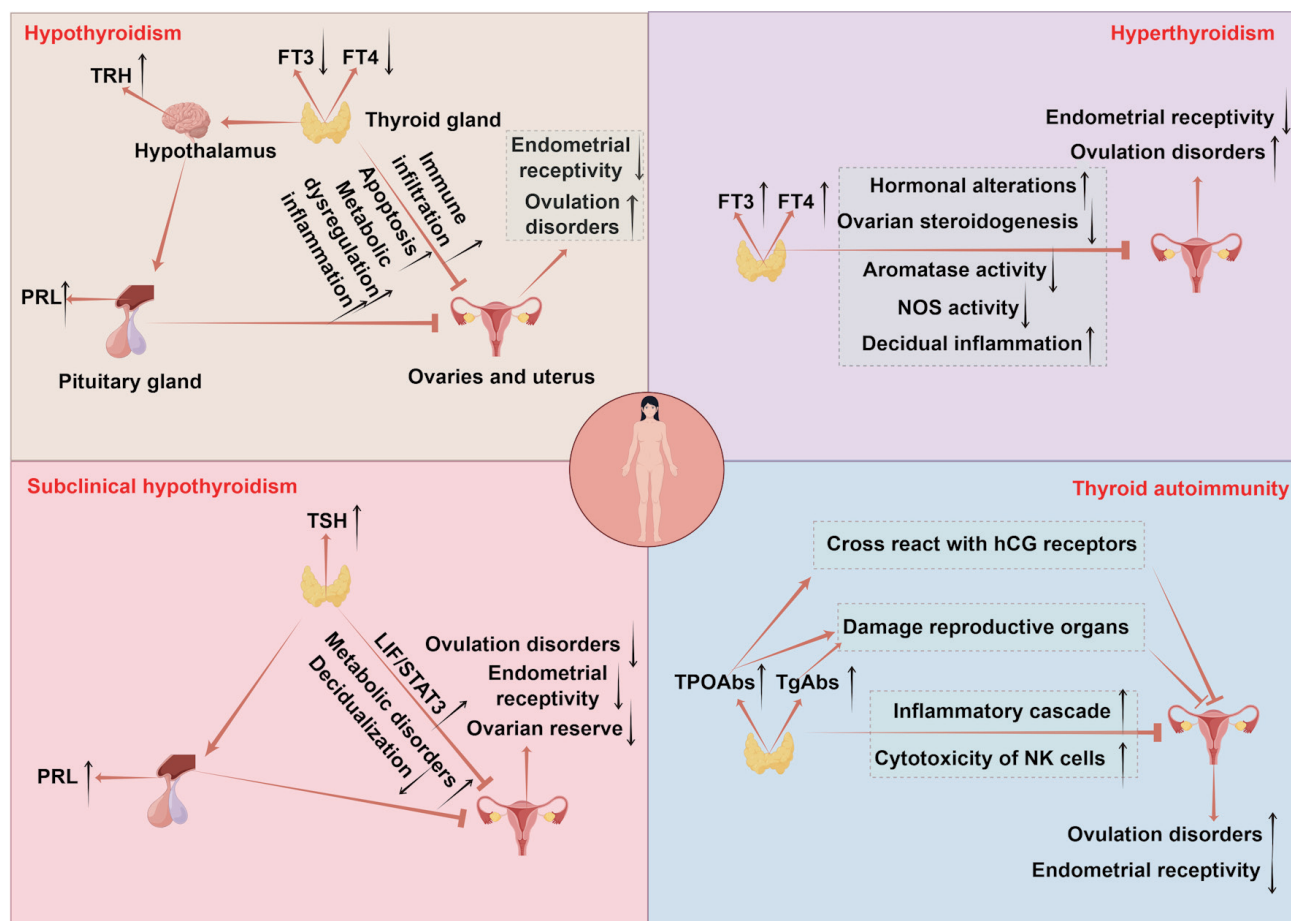 Hypothyroidism
TRH
FT3
FT4
Thyroid gland
Hypothalamus
Immune
infiltration
Apoptosis
Metabolic
dysregulation
inflammation
Endometrial
receptivity
Ovulation
disorders
PRL
Pituitary gland
Ovaries and uterus
Hyperthyroidism
Endometrial receptivity
Ovulation disorders
FT3
FT4
Hormonal alterations
Ovarian steroidogenesis
Aromatase activity
NOS activity
Decidual inflammation
Subclinical hypothyroidism
TSH
LIF/STAT3
Metabolic disorders
Decidualization
Ovulation disorders
Endometrial
receptivity
Ovarian reserve
PRL
Thyroid autoimmunity
Cross react with hCG receptors
Damage reproductive organs
TPOAbs
TgAbs
Inflammatory cascade
Cytotoxicity of NK cells
Ovulation disorders
Endometrial receptivity